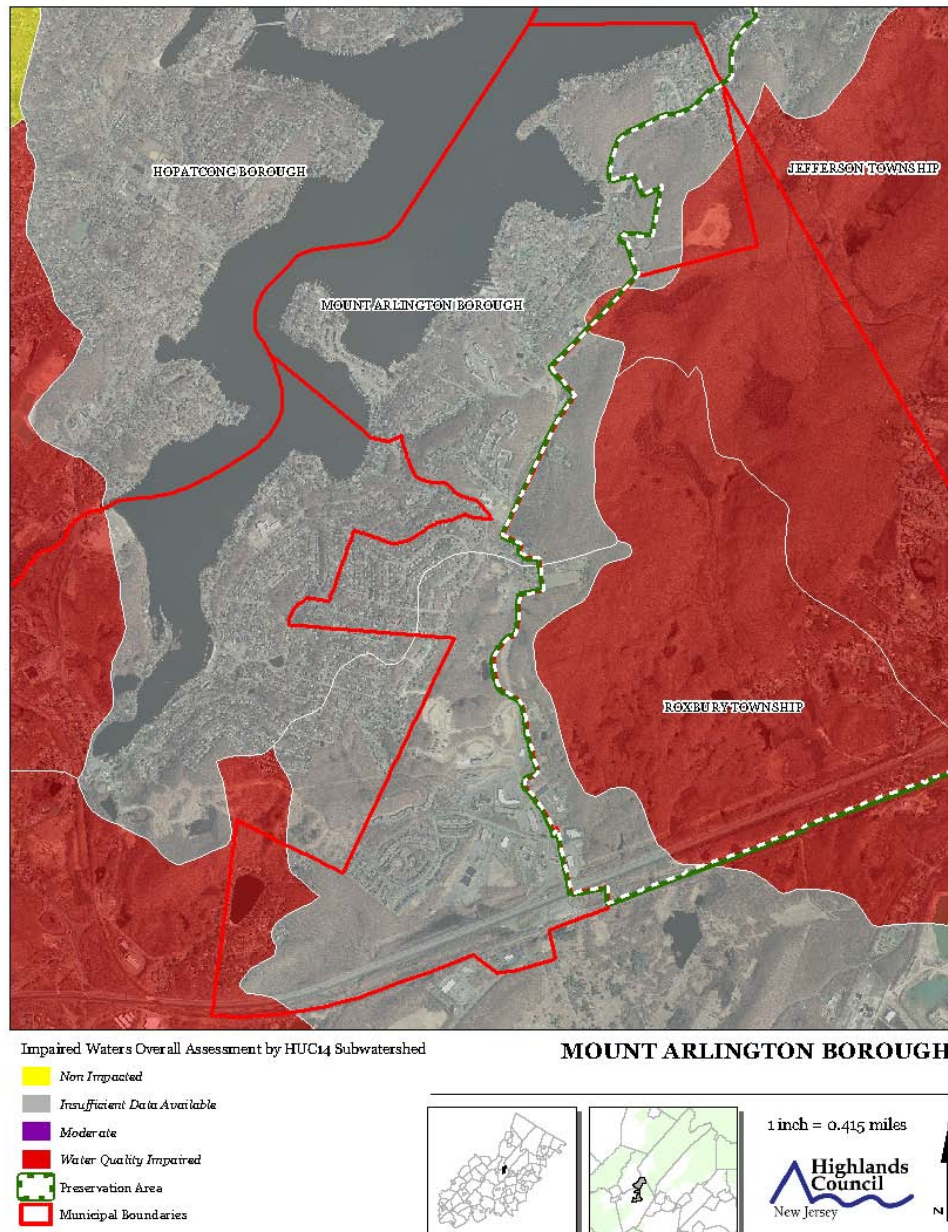 HOPATCONG BOROUGH
JEFFERSON TOWNSHIP
MOUNT ARLINGTON BOROUGH
ROXBURY TOWNSHIP
Impaired Waters Overall Assessment by HUC14 Subwatershed
Non Impacted
Insufficient Data Available
Moderate
Water Quality Impaired
Preservation Area
Municipal Boundaries
MOUNT ARLINGTON BOROUGH
1 inch = 0.415 miles
Highlands
Council
New Jersey
N